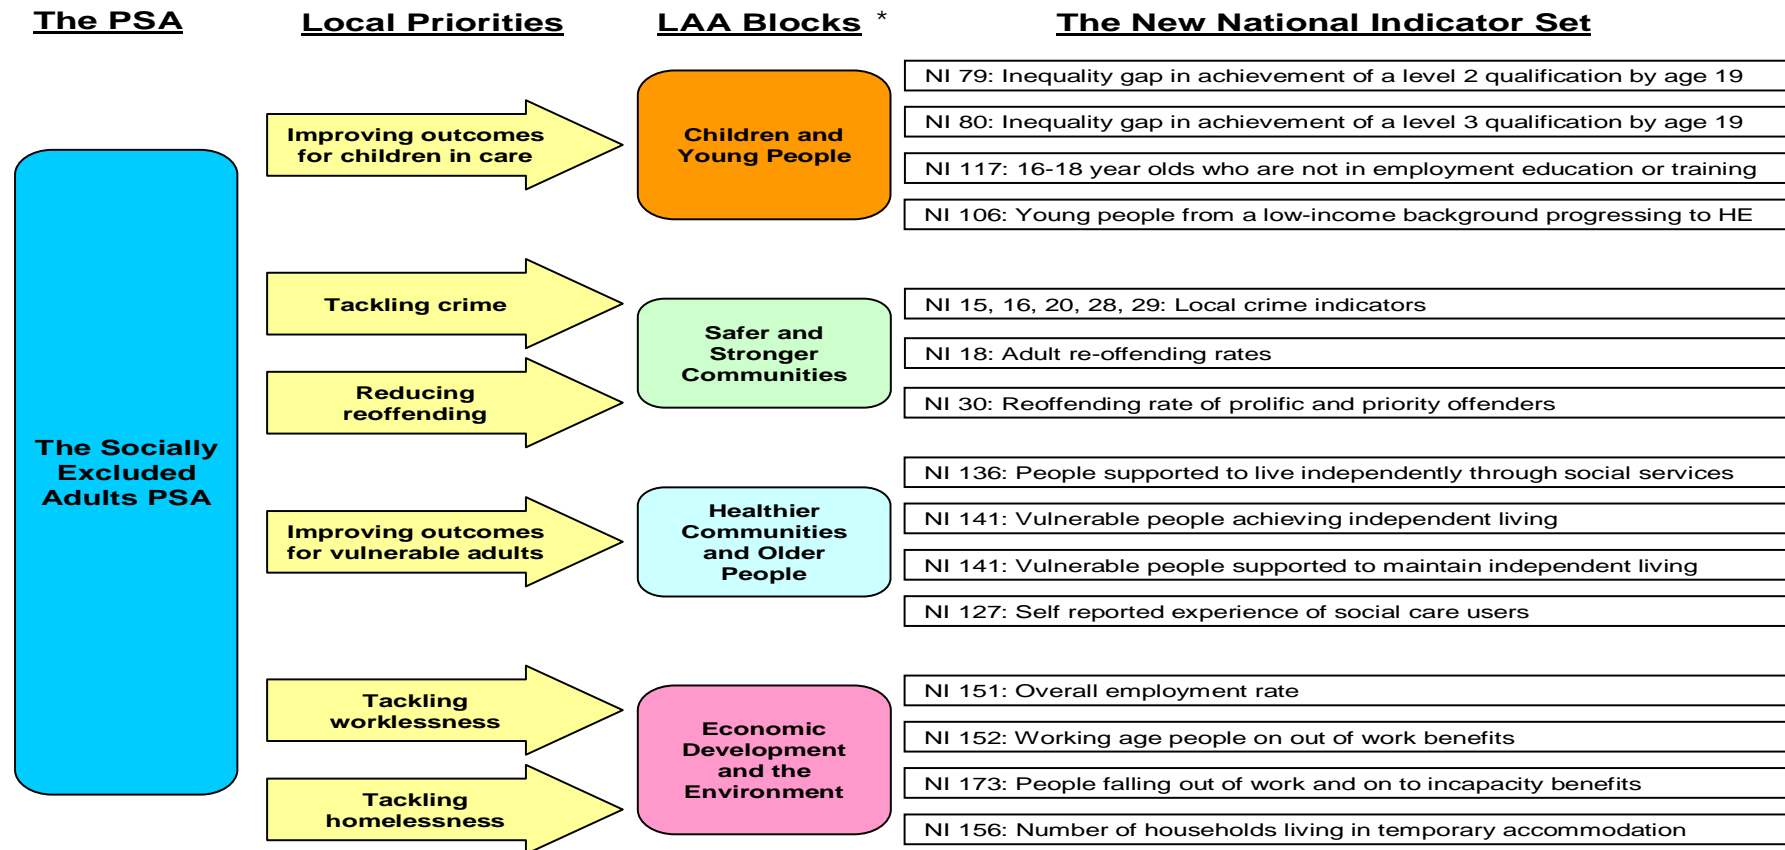 The PSA
Local Priorities
LAA Blocks *
The New National Indicator Set
The Socially
Excluded
Adults PSA
Improving outcomes
for children in care
Children and
Young People
NI 79: Inequality gap in achievement of a level 2 qualification by age 19
NI 80: Inequality gap in achievement of a level 3 qualification by age 19
NI 117: 16-18 year olds who are not in employment education or training
NI 106: Young people from a low-income background progressing to HE
Tackling crime
Reducing
reoffending
Safer and
Stronger
Communities
NI 15, 16, 20, 28, 29: Local crime indicators
NI 18: Adult re-offending rates
NI 30: Reoffending rate of prolific and priority offenders
Improving outcomes
for vulnerable adults
Healthier
Communities
and Older
People
NI 136: People supported to live independently through social services
NI 141: Vulnerable people achieving independent living
NI 141: Vulnerable people supported to maintain independent living
NI 127: Self reported experience of social care users
Tackling
worklessness
Tackling
homelessness
Economic
Development
and the
Environment
NI 151: Overall employment rate
NI 152: Working age people on out of work benefits
NI 173: People falling out of work and on to incapacity benefits
NI 156: Number of households living in temporary accommodation